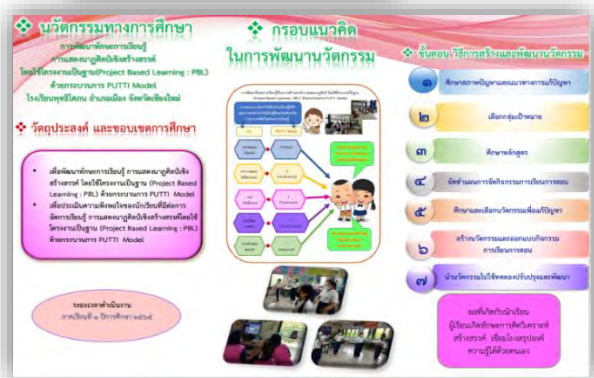 ❖ นวัตกรรมทางการศึกษา
การพัฒนาทักษะการเรียนรู้
การแสดงนาฏศิลป์เชิงสร้างสรรค์
โดยใช้โครงงานเป็นฐาน(Project Based Learning : PBL)
ด้วยกระบวนการ PUTTI Model
โรงเรียนพุทธิโศภน อำเภอเมือง จังหวัดเชียงใหม่
❖ วัตถุประสงค์ และขอบเขตการศึกษา
• เพื่อพัฒนาทักษะการเรียนรู้ การแสดงนาฏศิลป์เชิง
สร้างสรรค์ โดยใช้โครงงานเป็นฐาน (Project Based
Learning : PBL) ด้วยกระบวนการ PUTTI Model
• เพื่อประเมินความพึงพอใจของนักเรียนที่มีต่อการ
จัดการเรียนรู้ การแสดงนาฏศิลป์เชิงสร้างสรรค์โดยใช้
โครงงานเป็นฐาน (Project Based Learning : PBL)
ด้วยกระบวนการ PUTTI Model
ระยะเวลาดำเนินงาน
ภาคเรียนที่ ๑ ปีการศึกษา ๒๕๖๕
❖ กรอบแนวคิด
ในการพัฒนานวัตกรรม
❖ ขั้นตอน วิธีการสร้างและพัฒนานวัตกรรม
๑ ศึกษาสภาพปัญหาและแนวทางการแก้ปัญหา
๒ เลือกกลุ่มเป้าหมาย
๓ ศึกษาหลักสูตร
๔ จัดทำแผนการจัดกิจกรรมการเรียนการสอน
๕ ศึกษาและเลือกนวัตกรรมเพื่อแก้ปัญหา
๖ สร้างนวัตกรรมและออกแบบกิจกรรม
การเรียนการสอน
๗ นำนวัตกรรมไปใช้ทดลองปรับปรุงและพัฒนา
ผลที่เกิดกับนักเรียน
ผู้เรียนเกิดทักษะการคิดวิเคราะห์
สร้างสรรค์ เชื่อมโยงสรุปองค์
ความรู้ได้ด้วยตนเอง